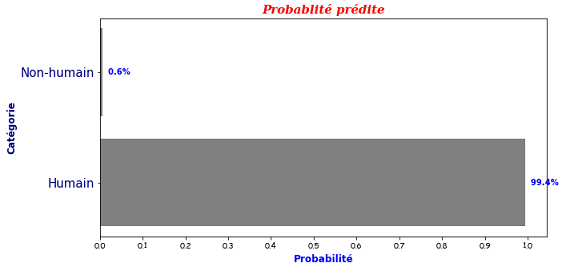 Probablité prédite
Non-humain
0.6%
Catégorie
Humain
99.4%
0.0 0.1 0.2 0.3 0.4 0.5 0.6 0.7 0.8 0.9 1.0
Probabilité